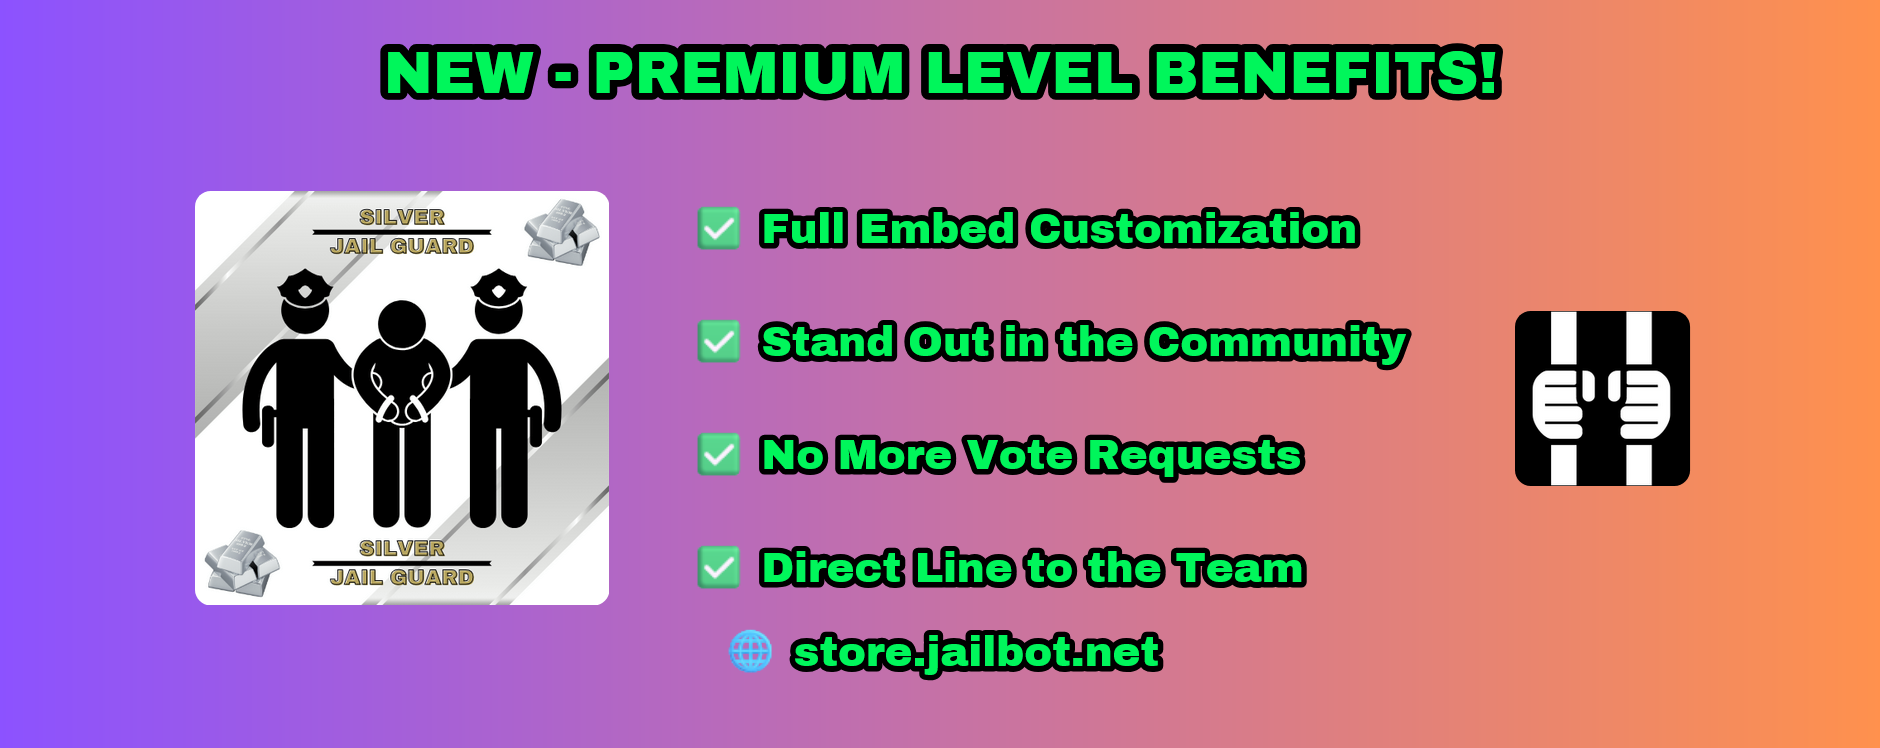 NEW - PREMIUM LEVEL BENEFITS!
SILVER
JAIL GUARD
SILVER
JAIL GUARD
Full Embed Customization
Stand Out in the Community
No More Vote Requests
Direct Line to the Team
store.jailbot.net